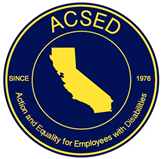 ACSED
SINCE 1976
Action and Equality for Employees with Disabilities